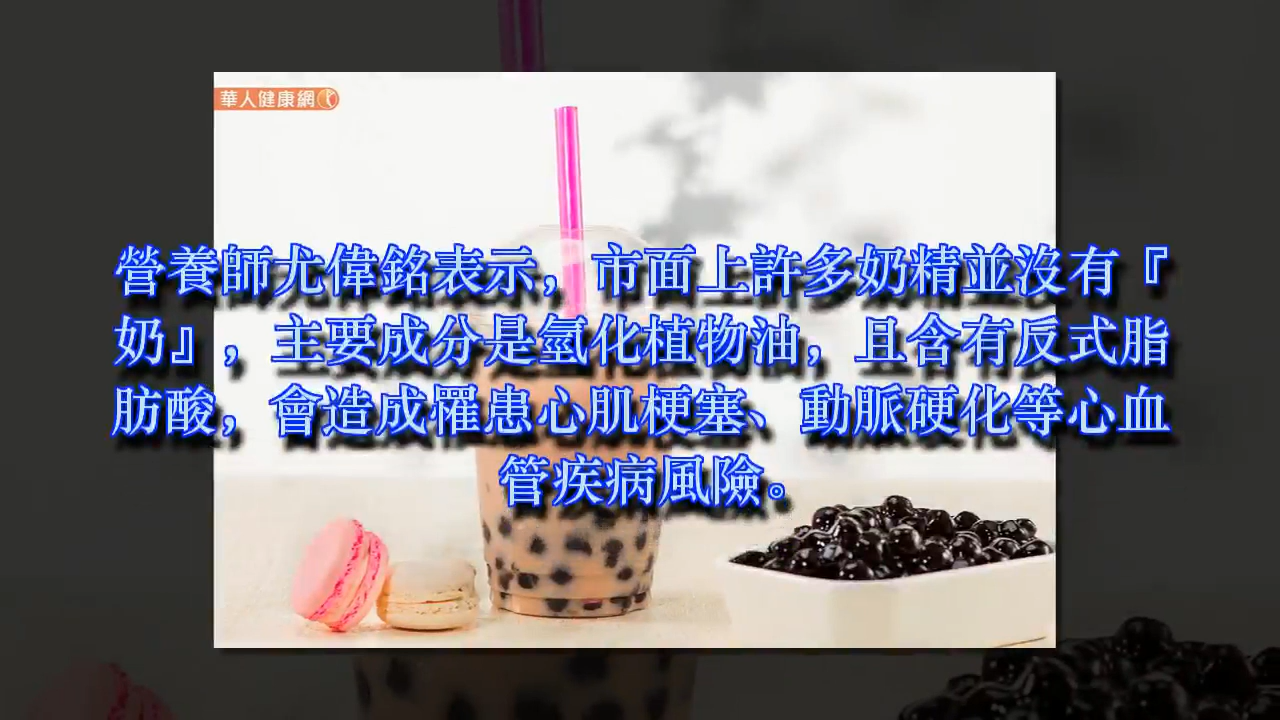 華人健康網
營養師尤偉銘表示，市面上許多奶精並沒有『
奶』，主要成分是氫化植物油，且含有反式脂
肪酸，會造成罹患心肌梗塞、動脈硬化等心血
管疾病風險。